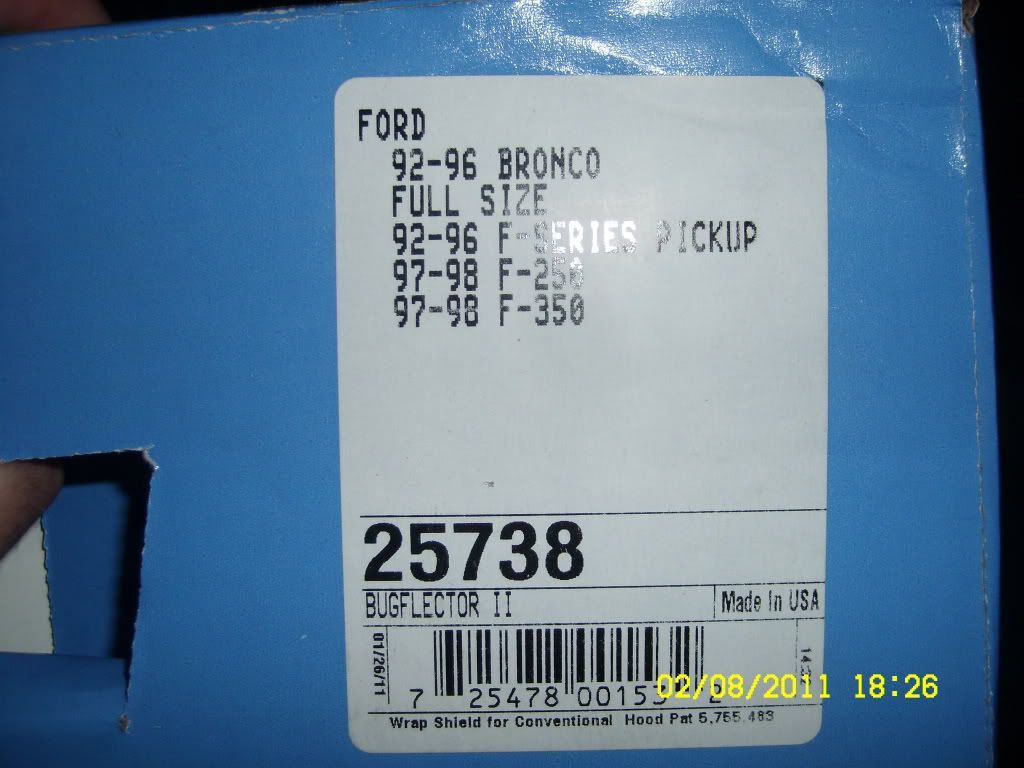 FORD
92-96 BRONCO
FULL SIZE
92-96 F-SERIES PICKUP
97-98 F-250
97-98 F-350
25738
BUGFLECTOR II
Made In USA
01/26/11
7 25478
02/08/2011 18:26
Wrap Shield for Conventional Hood Pat 5,755,483